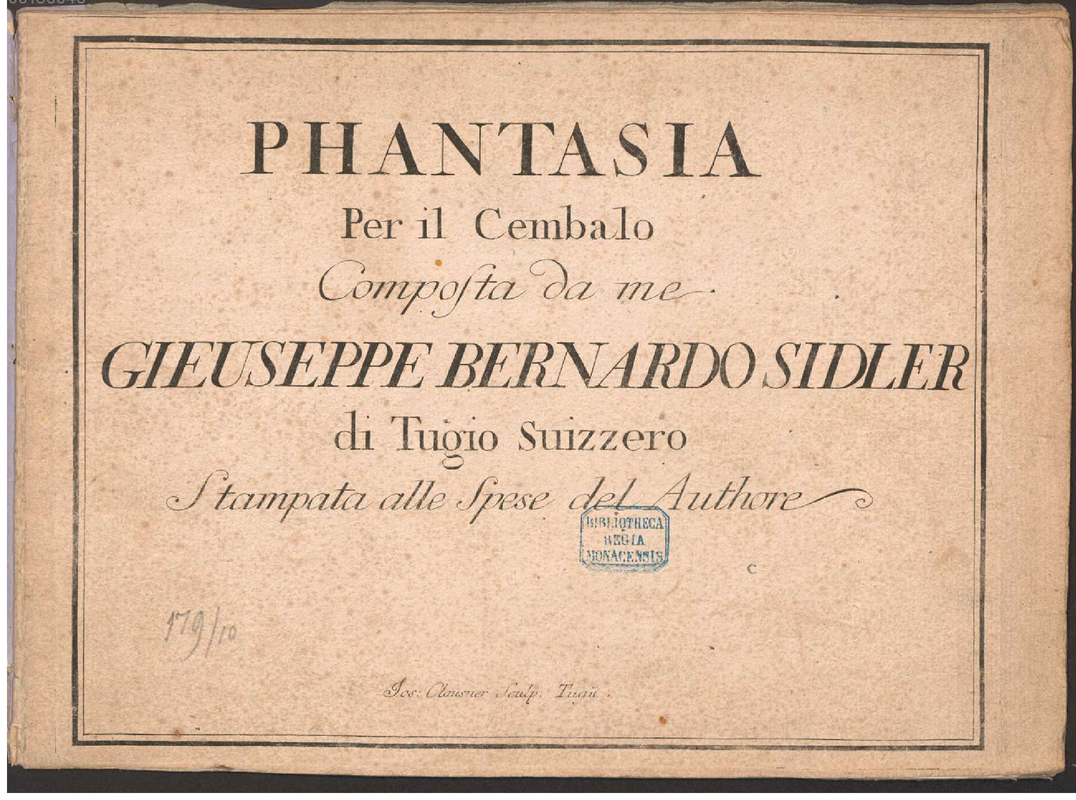 PHANTASIA
Per il Cembalo
Compoſta da me
GIEUSEPPE BERNARDO SIDLER
di Tugio Suizzero
Stampata alle Spese del Authore
BIBLIOTHECA
REGIA
MONACENSIS
c
179/10
Jos: Clausner Sculp: Tugii.